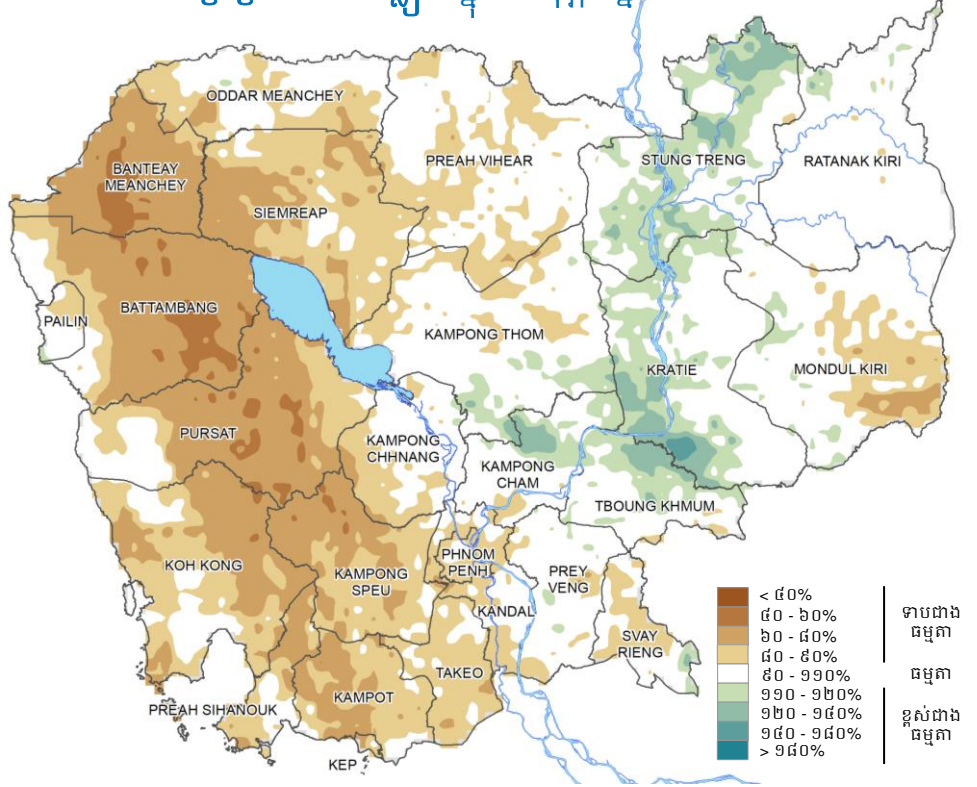 ODDAR MEANCHEY
BANTEAY
MEANCHEY
PREAH VIHEAR
STUNG TRENG
RATANAK KIRI
SIEMREAP
BATTAMBANG
PAILIN
KAMPONG THOM
KRATIE
MONDUL KIRI
PURSAT
KAMPONG
CHHNANG
KAMPONG
CHAM
TBOUNG KHMUM
KOH KONG
KAMPONG
SPEU
PHNOM
PENH
PREY
VENG
KANDAL
SVAY
RIENG
TAKEO
KAMPOT
PREAH SIHANOUK
KEP
< ៤០%
៤០ - ៦០%
៦០ - ៨០%
៨០ - ៩០%
៩០ - ១១០%
១១០ - ១២០%
១២០ - ១៤០%
១៤០ - ១៨០%
> ១៨០%
ទាបជាង
ធម្មតា
ធម្មតា
ខ្ពស់ជាង
ធម្មតា